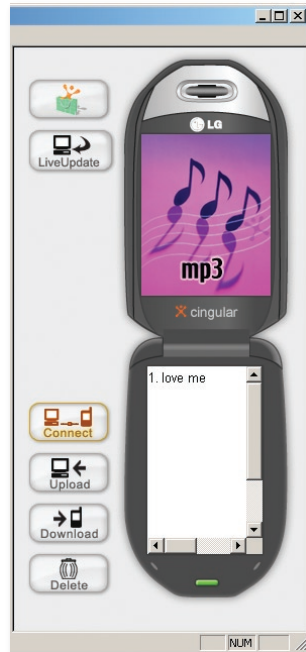 LG
LiveUpdate
mp3
cingular
1. love me
Connect
Upload
Download
Delete
NUM